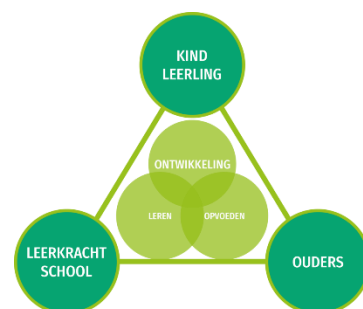 KIND
LEERLING
ONTWIKKELING
LEREN
OPVOEDEN
LEERKRACHT
SCHOOL
OUDERS